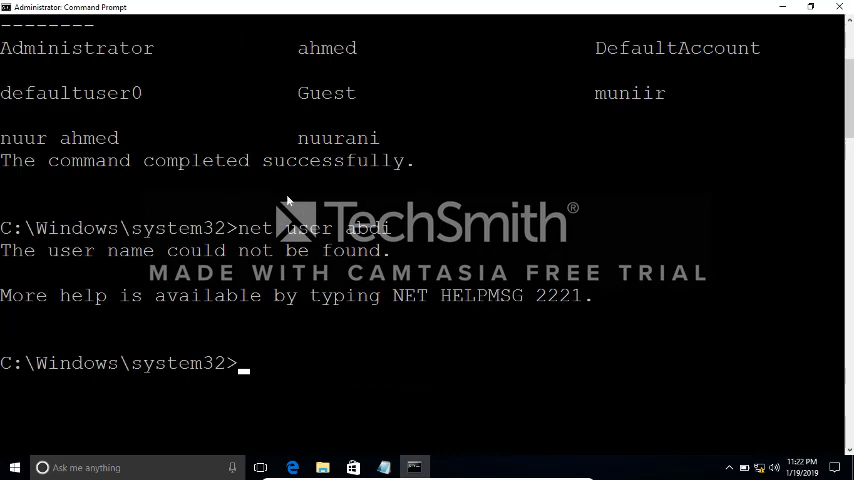 Administrator: Command Prompt
--------
Administrator ahmed DefaultAccount
defaultuser0 Guest muniir
nuur ahmed nuurani
The command completed successfully.
C:\Windows\system32>net user abdi
The user name could not be found.
TechSmith®
MADE WITH CAMTASIA FREE TRIAL
More help is available by typing NET HELPMSG 2221.
C:\Windows\system32>
Ask me anything
11:22 PM
1/19/2019